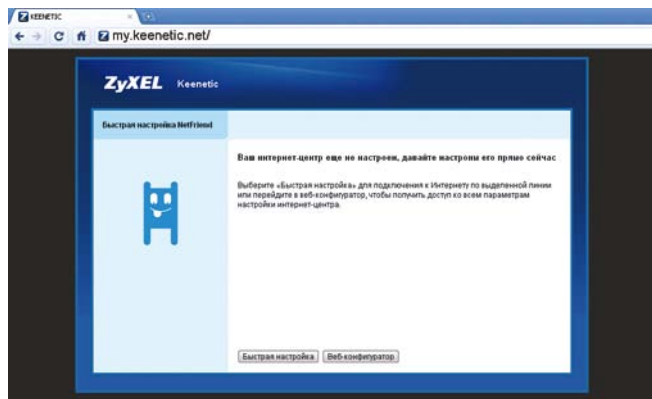 KEENETIC
my.keenetic.net/
ZyXEL Keenetic
Быстрая настройка NetFriend
Ваш интернет-центр еще не настроен, давайте настроим его прямо сейчас
Выберите «Быстрая настройка» для подключения к Интернету по выделенной линии
или перейдите в веб-конфигуратор, чтобы получить доступ ко всем параметрам
настройки интернет-центра.
Быстрая настройка Веб-конфигуратор